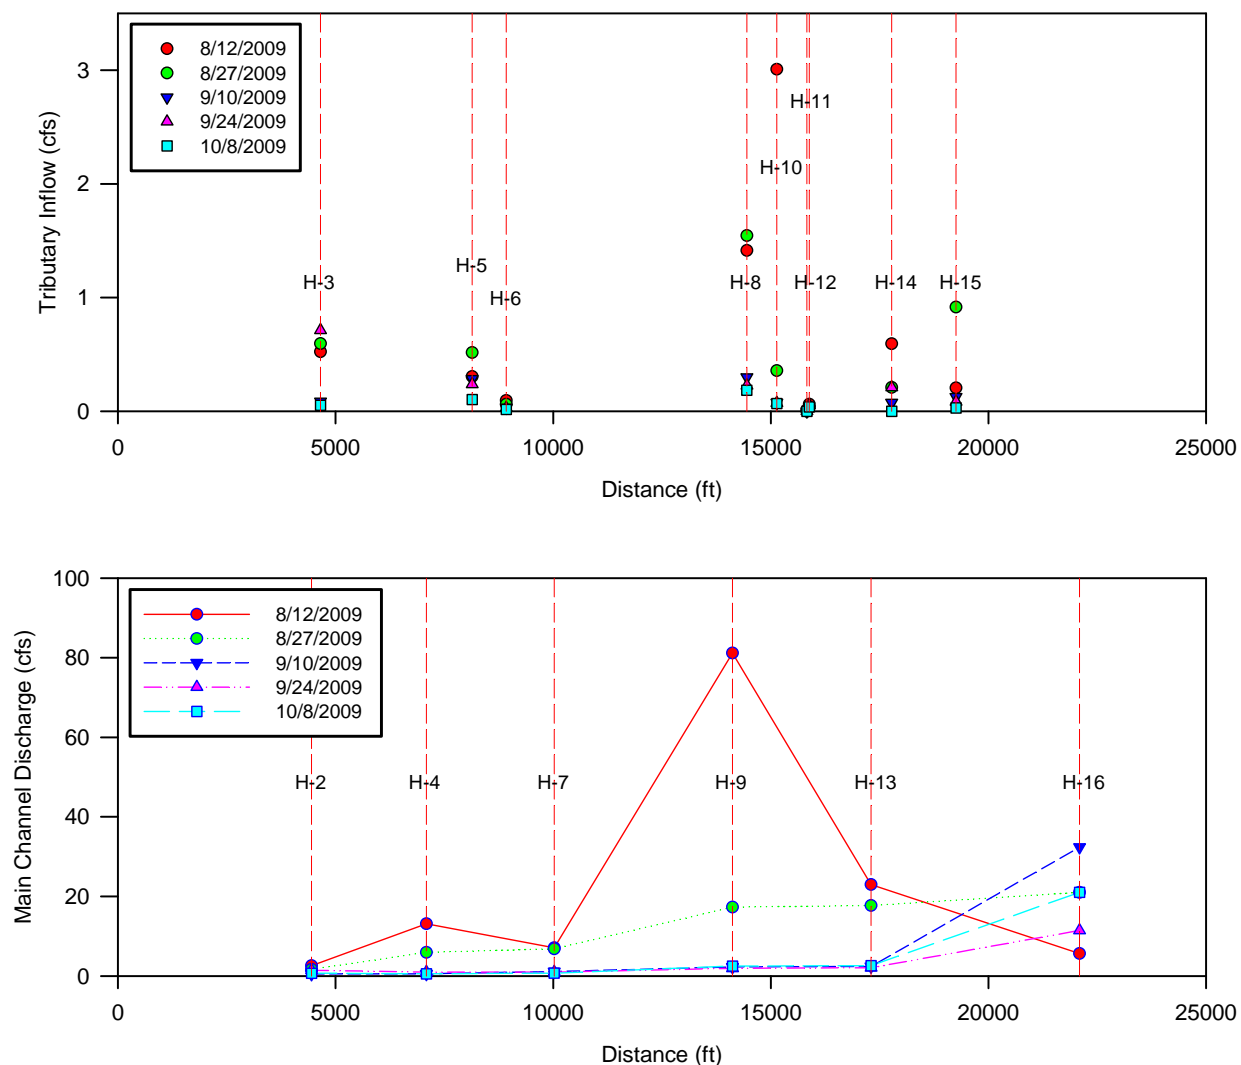 8/12/2009
8/27/2009
9/10/2009
9/24/2009
10/8/2009
Tributary Inflow (cfs)
3
2
1
0
H-3
H-5
H-6
H-8
H-10
H-11
H-12
H-14
H-15
0 5000 10000 15000 20000 25000
Distance (ft)
8/12/2009
8/27/2009
9/10/2009
9/24/2009
10/8/2009
Main Channel Discharge (cfs)
100
80
60
40
20
0
H-2 H-4 H-7 H-9 H-13 H-16
0 5000 10000 15000 20000 25000
Distance (ft)